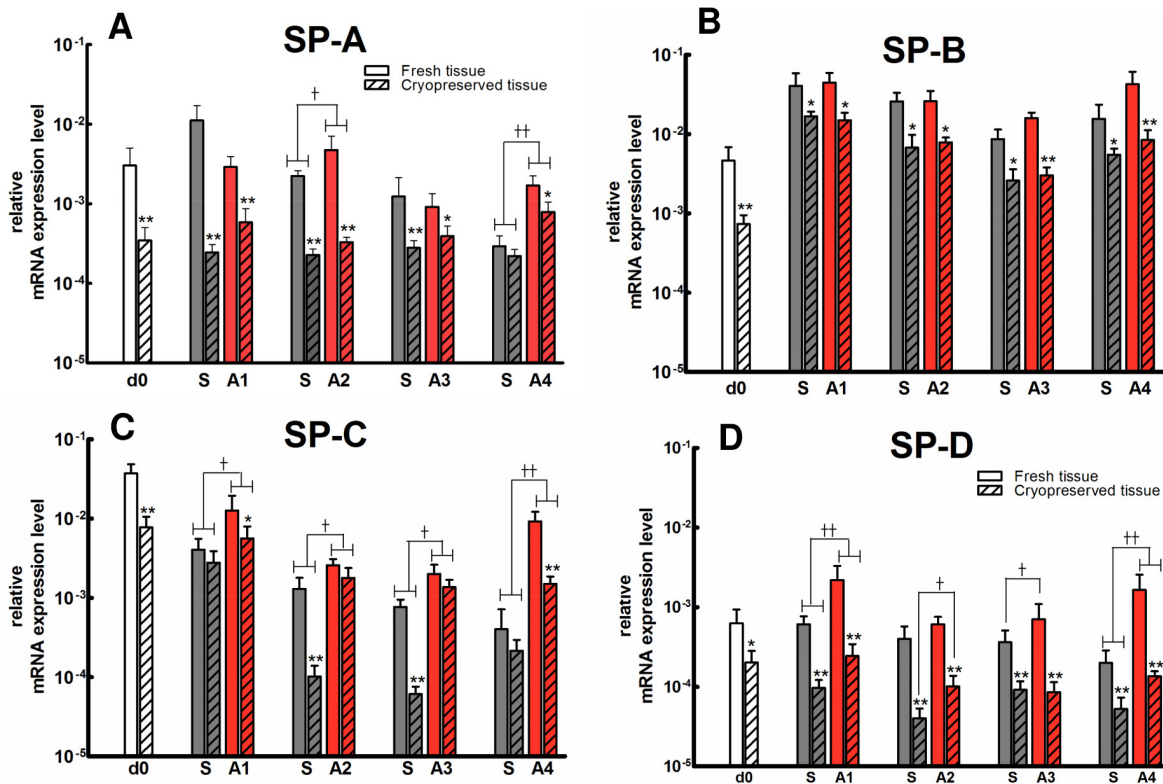 A
SP-A
Fresh tissue
Cryopreserved tissue
relative
mRNA expression level
10-1
10-2
10-3
10-4
10-5
**
**
**
†
**
**
**
*
††
*
d0 S A1 S A2 S A3 S A4
B
SP-B
relative
mRNA expression level
10-1
10-2
10-3
10-4
10-5
**
*
*
*
*
*
**
*
**
d0 S A1 S A2 S A3 S A4
C
SP-C
relative
mRNA expression level
10-1
10-2
10-3
10-4
10-5
**
†
*
†
**
†
**
††
**
d0 S A1 S A2 S A3 S A4
D
SP-D
Fresh tissue
Cryopreserved tissue
relative
mRNA expression level
10-1
10-2
10-3
10-4
10-5
*
††
**
**
†
**
**
†
**
**
††
**
**
d0 S A1 S A2 S A3 S A4